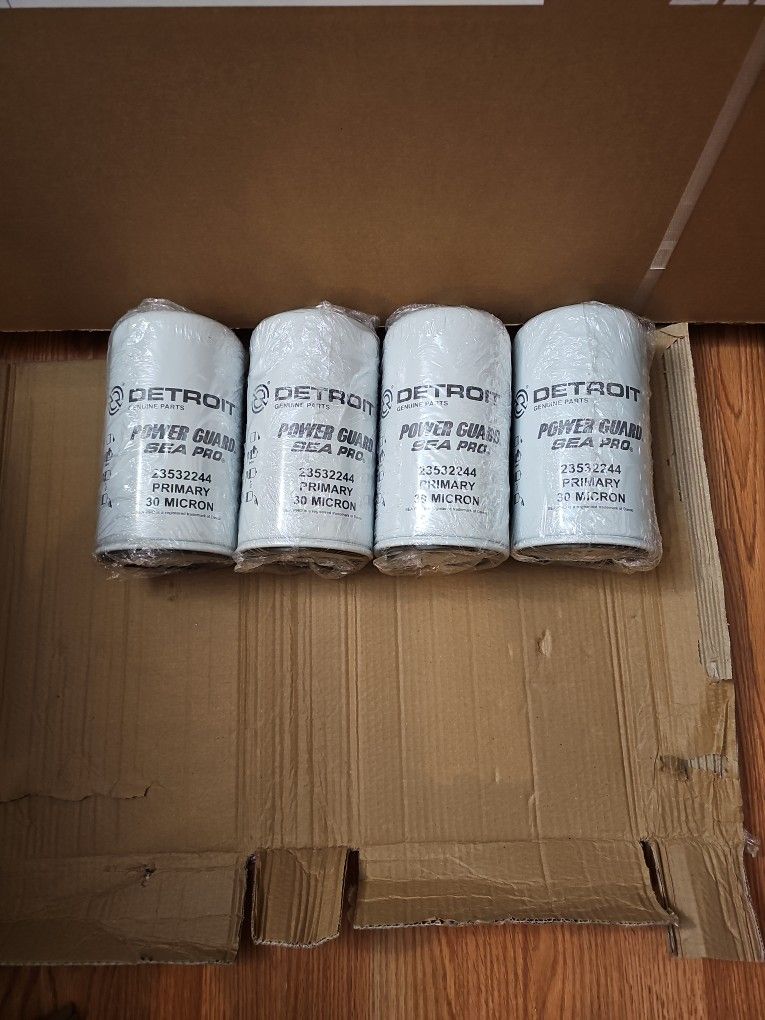 DETROIT
GENUINE PARTS
POWER GUARD
SEA PRO
23532244
PRIMARY
30 MICRON
DETROIT
GENUINE PARTS
POWER GUARD
SEA PRO
23532244
PRIMARY
30 MICRON
DETROIT
GENUINE PARTS
POWER GUARD
SEA PRO
23532244
PRIMARY
30 MICRON
DETROIT
GENUINE PARTS
POWER GUARD
SEA PRO
23532244
PRIMARY
30 MICRON